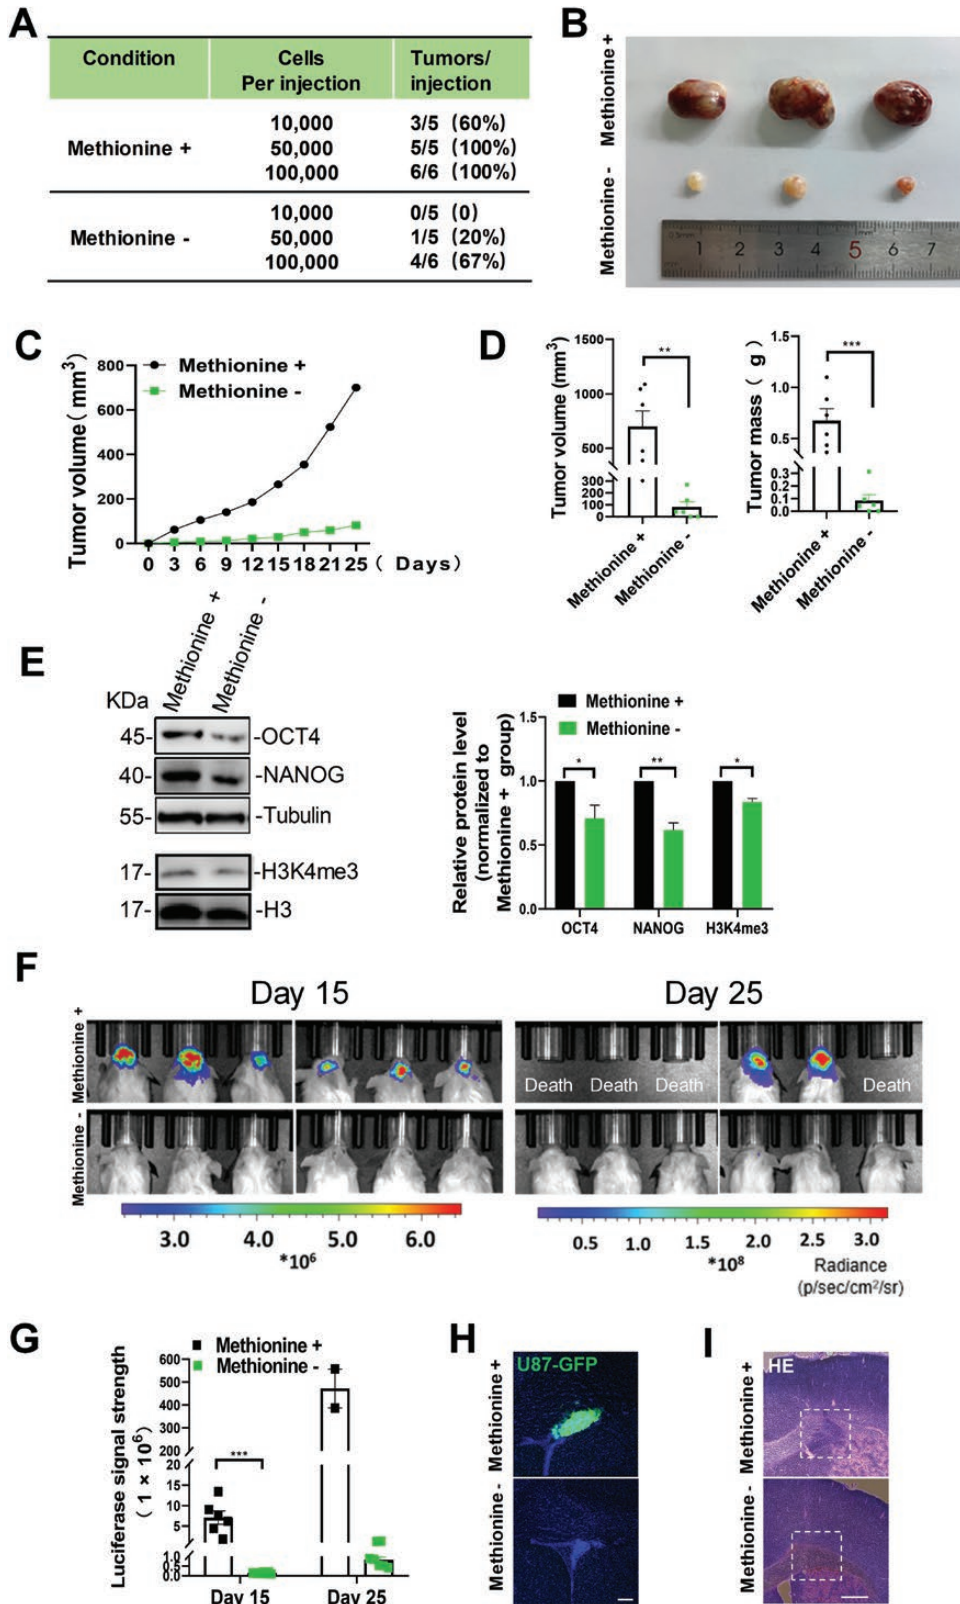 A
Condition Cells Per injection Tumors/ injection
Methionine + 10,000 3/5 (60%)
50,000 5/5 (100%)
100,000 6/6 (100%)
Methionine - 10,000 0/5 (0)
50,000 1/5 (20%)
100,000 4/6 (67%)
B
Methionine +
Methionine -
1 2 3 4 5 6 7
C
Tumor volume( mm3)
Methionine +
Methionine -
800
600
400
200
0
0 3 6 9 12 15 18 21 25 ( Days)
D
Tumor volume (mm3)
1500
1000
500
300
200
100
0
**
Methionine +
Methionine -
Tumor mass ( g )
1.5
1.0
0.5
0.3
0.2
0.1
0.0
***
Methionine +
Methionine -
E
Methionine +
Methionine -
KDa
45- -OCT4
40- -NANOG
55- -Tubulin
17- -H3K4me3
17- -H3
Relative protein level
(normalized to
Methionine + group)
Methionine +
Methionine -
1.5
1.0
0.5
0.0
* ** *
OCT4 NANOG H3K4me3
F
Day 15 Day 25
Methionine +
Death Death Death Death
Methionine -
3.0 4.0 5.0 6.0
*106
0.5 1.0 1.5 2.0 2.5 3.0
*108
Radiance
(p/sec/cm2/sr)
G
Luciferase signal strength
( 1 × 106)
Methionine +
Methionine -
600
500
400
300
200
20
15
10
5
1.0
0.5
0.0
***
Day 15 Day 25
H
U87-GFP
Methionine +
Methionine -
I
HE
Methionine +
Methionine -